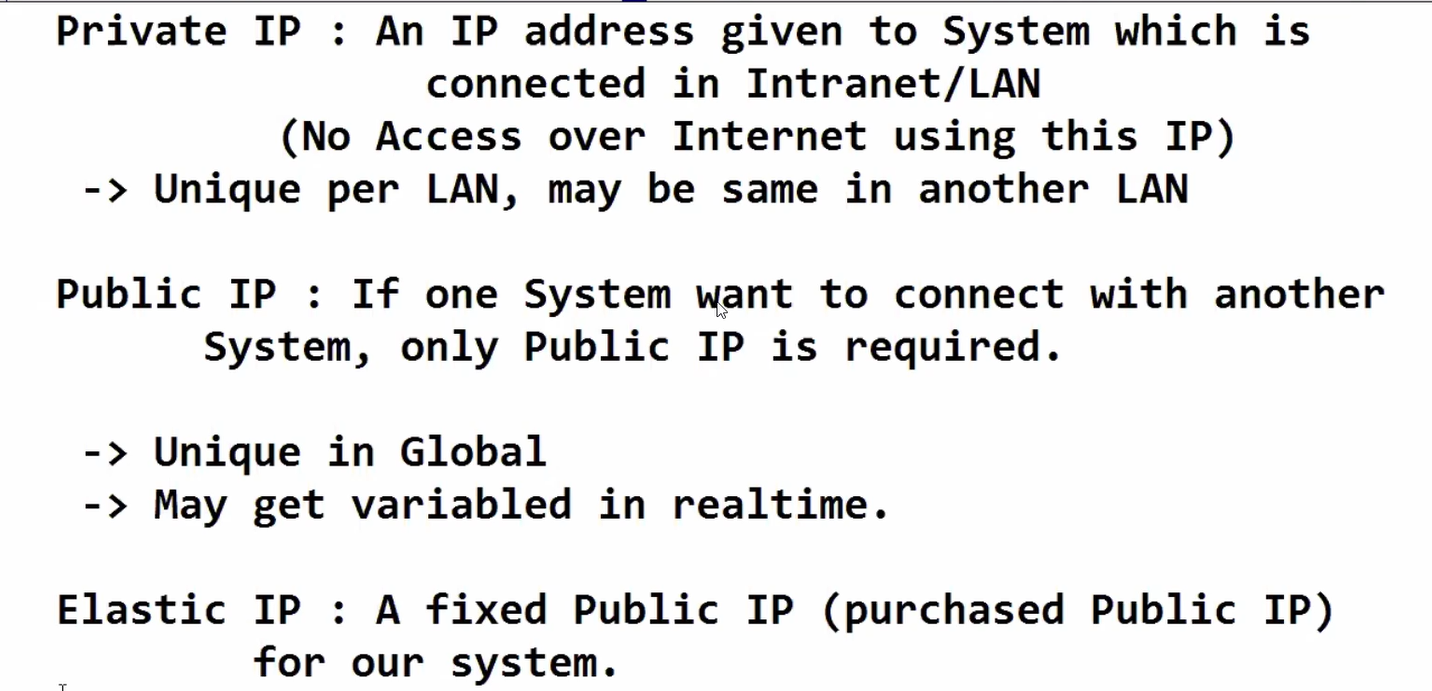 Private IP : An IP address given to System which is
connected in Intranet/LAN
(No Access over Internet using this IP)
-> Unique per LAN, may be same in another LAN
Public IP : If one System want to connect with another
System, only Public IP is required.
-> Unique in Global
-> May get variabled in realtime.
Elastic IP : A fixed Public IP (purchased Public IP)
for our system.